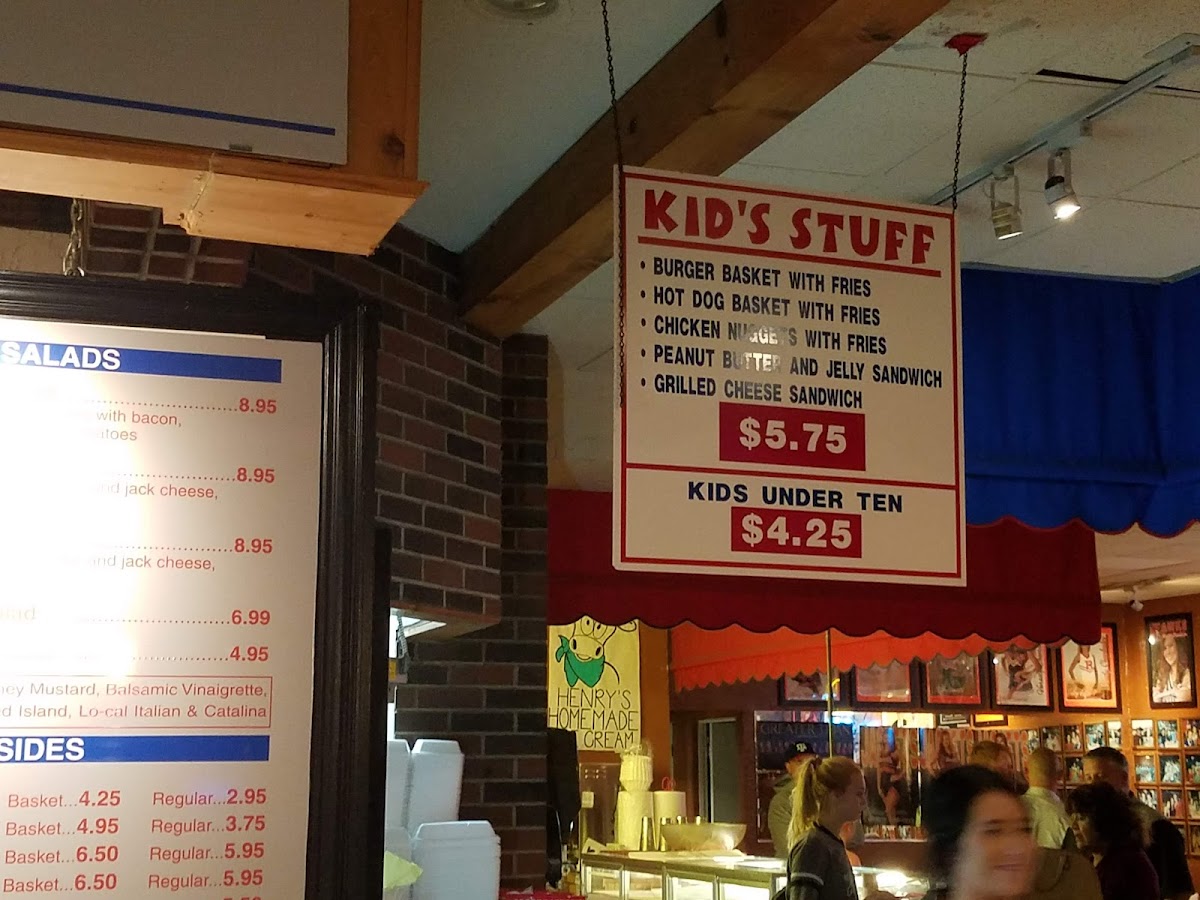 KID'S STUFF
• BURGER BASKET WITH FRIES
• HOT DOG BASKET WITH FRIES
• CHICKEN NUGGETS WITH FRIES
• PEANUT BUTTER AND JELLY SANDWICH
• GRILLED CHEESE SANDWICH
$5.75
KIDS UNDER TEN
$4.25
SALADS
8.95
with bacon,
8.95
and jack cheese,
8.95
and jack cheese,
6.99
4.95
Mustard, Balsamic Vinaigrette,
Island, Lo-cal Italian & Catalina
SIDES
Basket...4.25 Regular...2.95
Basket...4.95 Regular...3.75
Basket...6.50 Regular...5.95
Basket...6.50 Regular...5.95
HENRY'S
HOMEMADE
CREAM